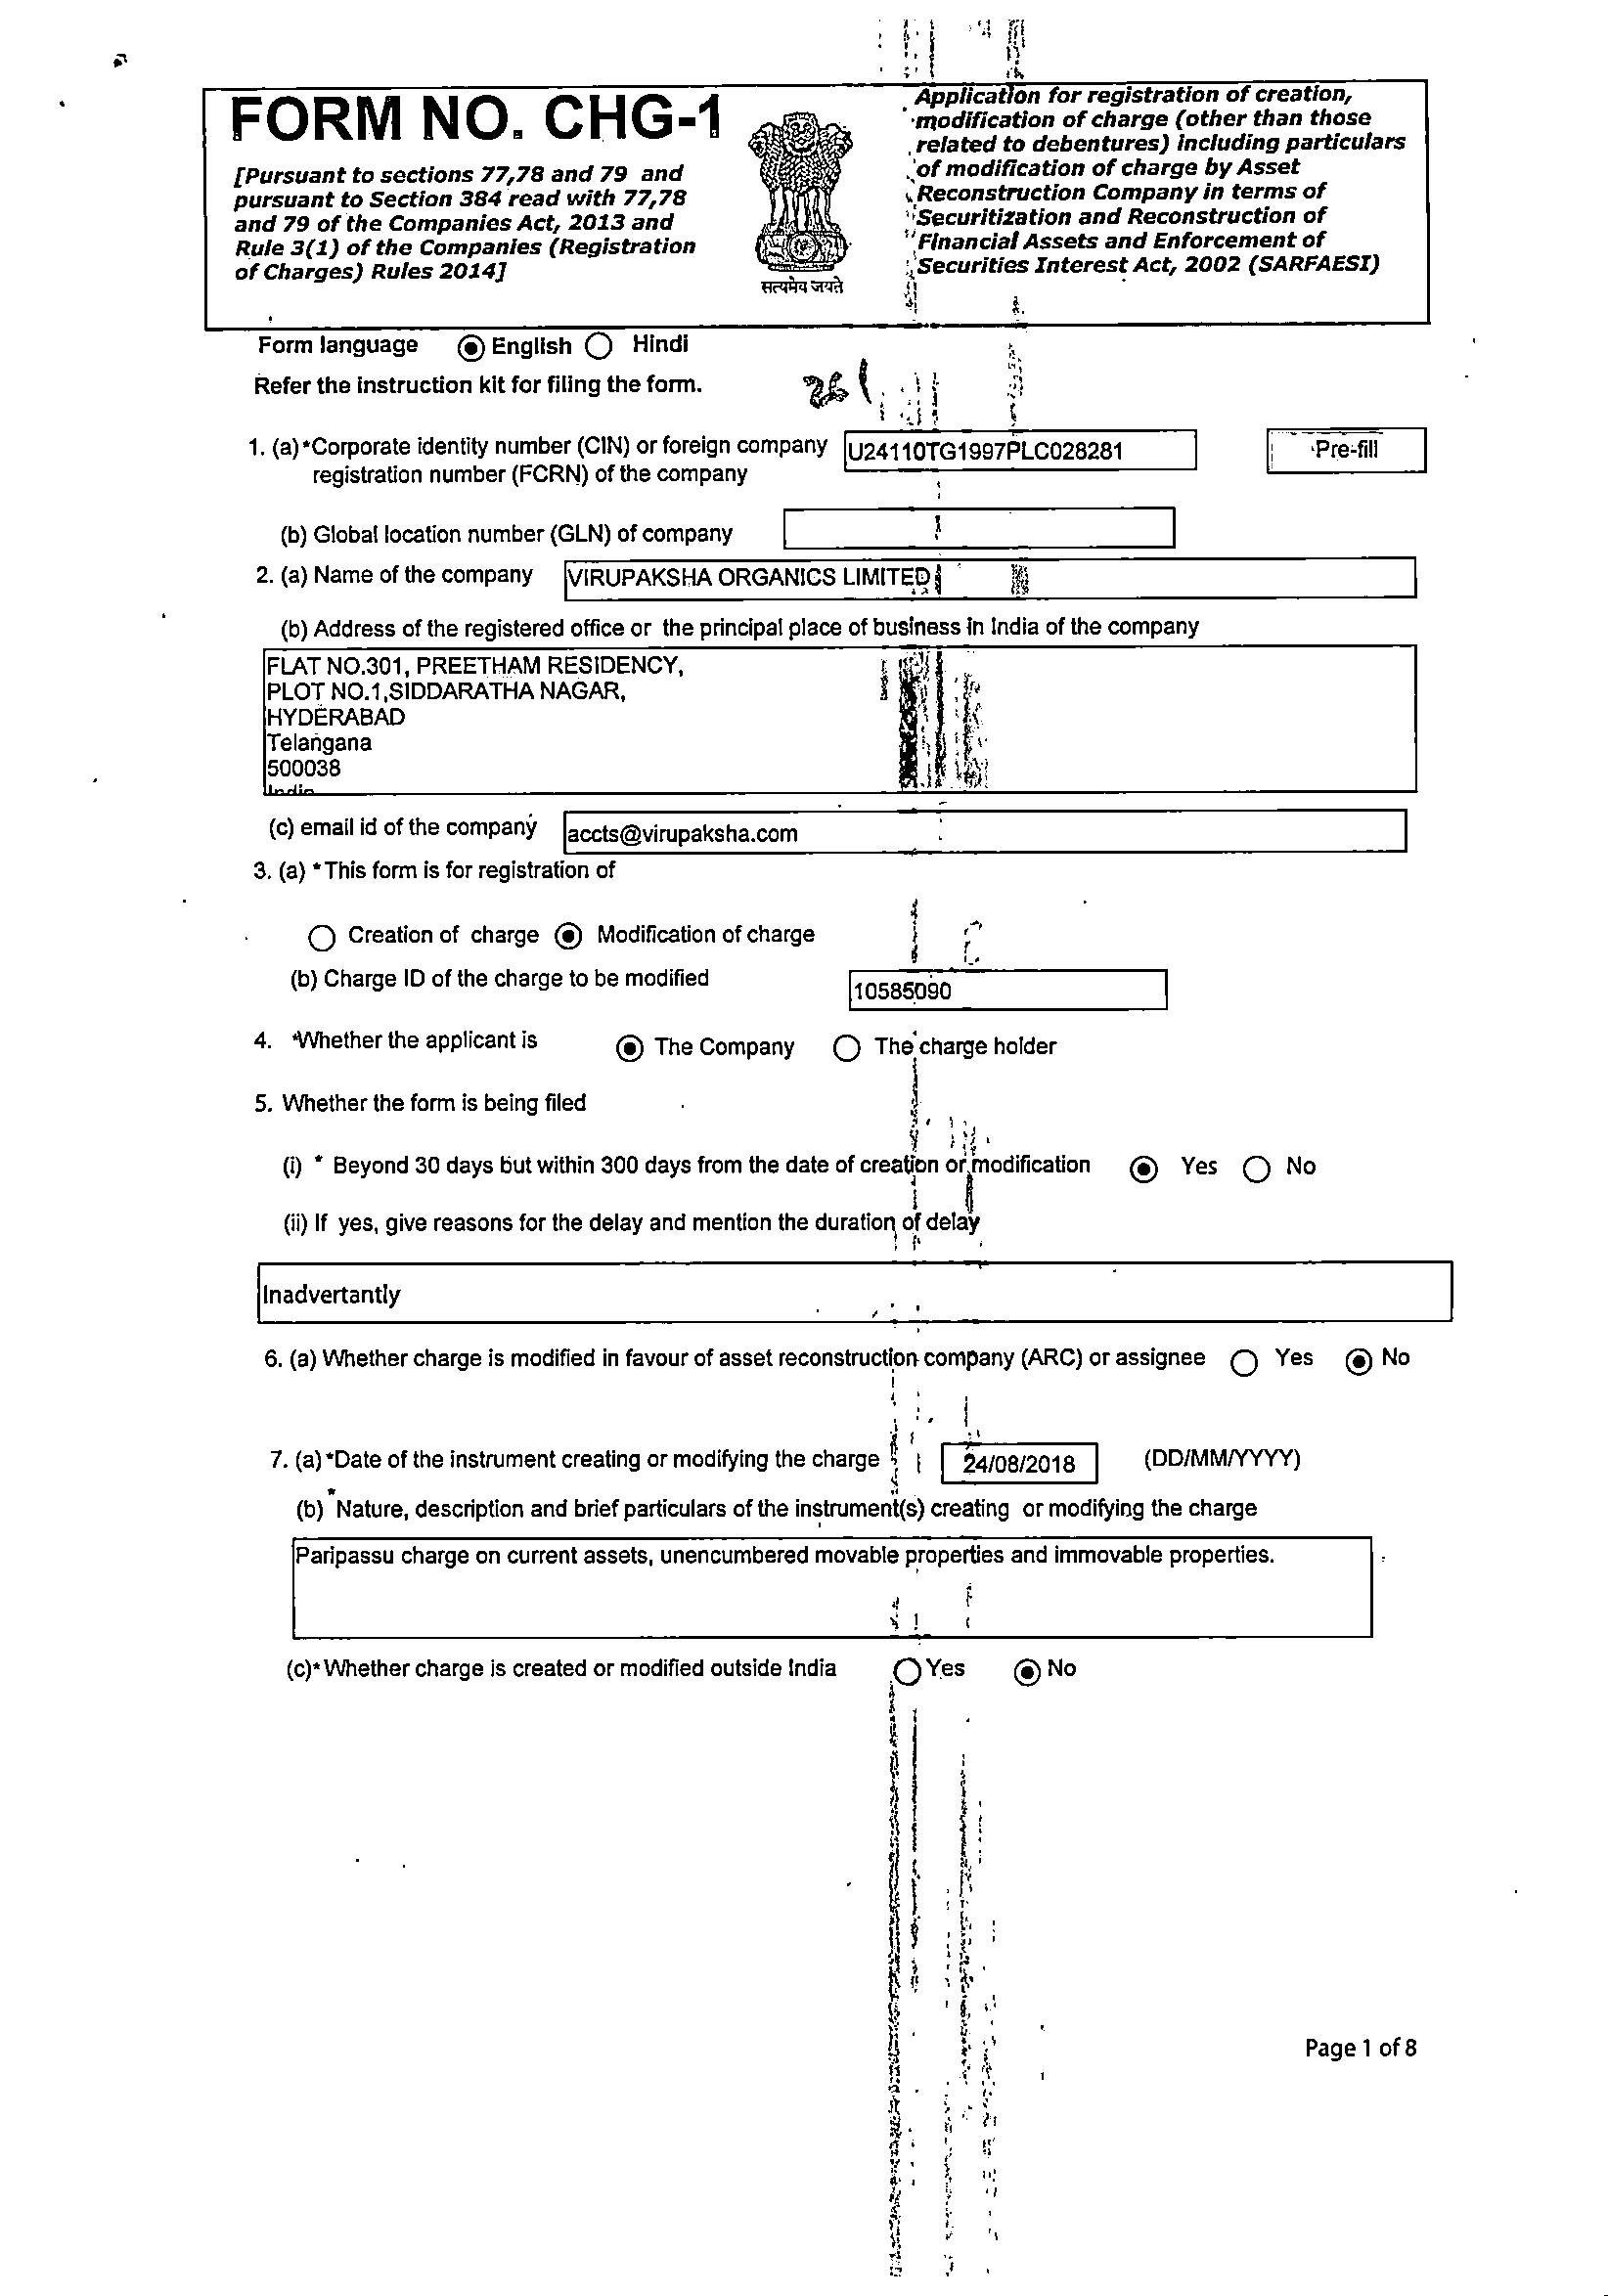 FORM NO. CHG-1
[Pursuant to sections 77,78 and 79 and
pursuant to Section 384 read with 77,78
and 79 of the Companies Act, 2013 and
Rule 3(1) of the Companies (Registration
of Charges) Rules 2014]
सत्यमेव जयते
Application for registration of creation,
modification of charge (other than those
related to debentures) including particulars
of modification of charge by Asset
Reconstruction Company in terms of
Securitization and Reconstruction of
Financial Assets and Enforcement of
Securities Interest Act, 2002 (SARFAESI)
Form language English Hindi
Refer the instruction kit for filing the form.
1. (a)*Corporate identity number (CIN) or foreign company U24110TG1997PLC028281 Pre-fill
registration number (FCRN) of the company
(b) Global location number (GLN) of company
2. (a) Name of the company VIRUPAKSHA ORGANICS LIMITED
(b) Address of the registered office or the principal place of business in India of the company
FLAT NO.301, PREETHAM RESIDENCY,
PLOT NO.1,SIDDARATHA NAGAR,
HYDERABAD
Telangana
500038
India
(c) email id of the company accts@virupaksha.com
3. (a) *This form is for registration of
Creation of charge Modification of charge
(b) Charge ID of the charge to be modified 10585090
4. *Whether the applicant is The Company The charge holder
5. Whether the form is being filed
(i) * Beyond 30 days but within 300 days from the date of creation or modification Yes No
(ii) If yes, give reasons for the delay and mention the duration of delay
Inadvertantly
6. (a) Whether charge is modified in favour of asset reconstruction company (ARC) or assignee Yes No
7. (a)*Date of the instrument creating or modifying the charge 24/08/2018 (DD/MM/YYYY)
(b) *Nature, description and brief particulars of the instrument(s) creating or modifying the charge
Paripassu charge on current assets, unencumbered movable properties and immovable properties.
(c)*Whether charge is created or modified outside India Yes No
Page 1 of 8